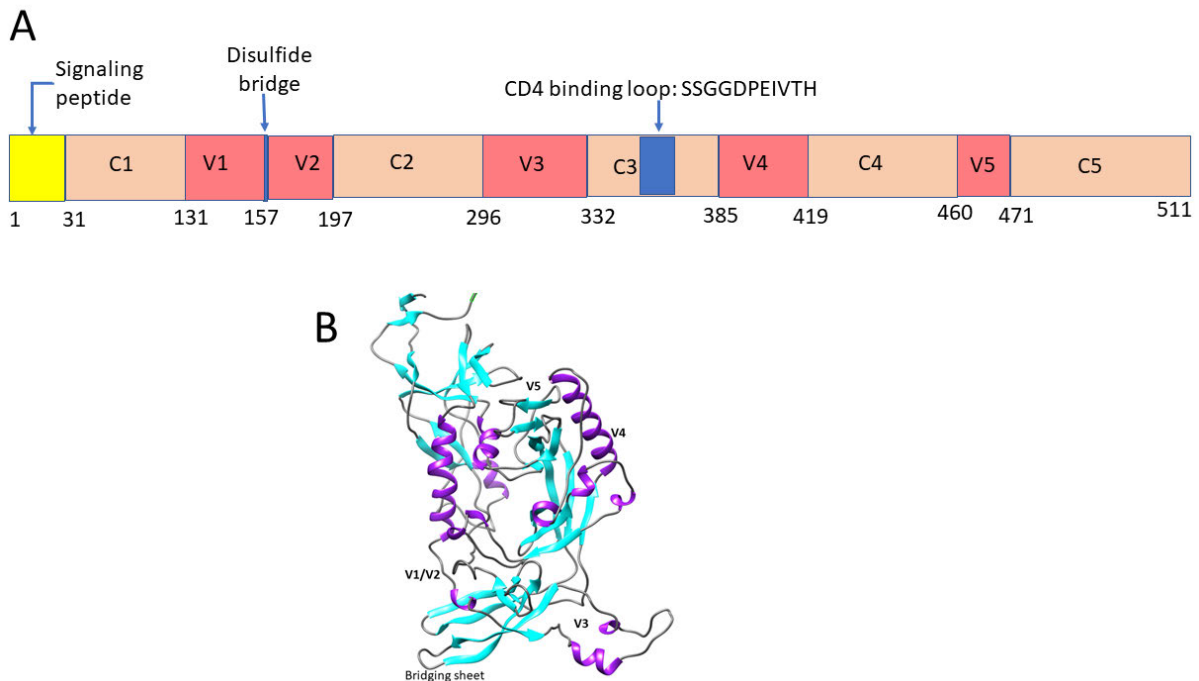 A
Signaling
peptide
Disulfide
bridge
CD4 binding loop: SSGGDPEIVTH
C1 V1 V2 C2 V3 C3 V4 C4 V5 C5
1 31 131 157 197 296 332 385 419 460 471 511
B
V5
V4
V1/V2
V3
Bridging sheet